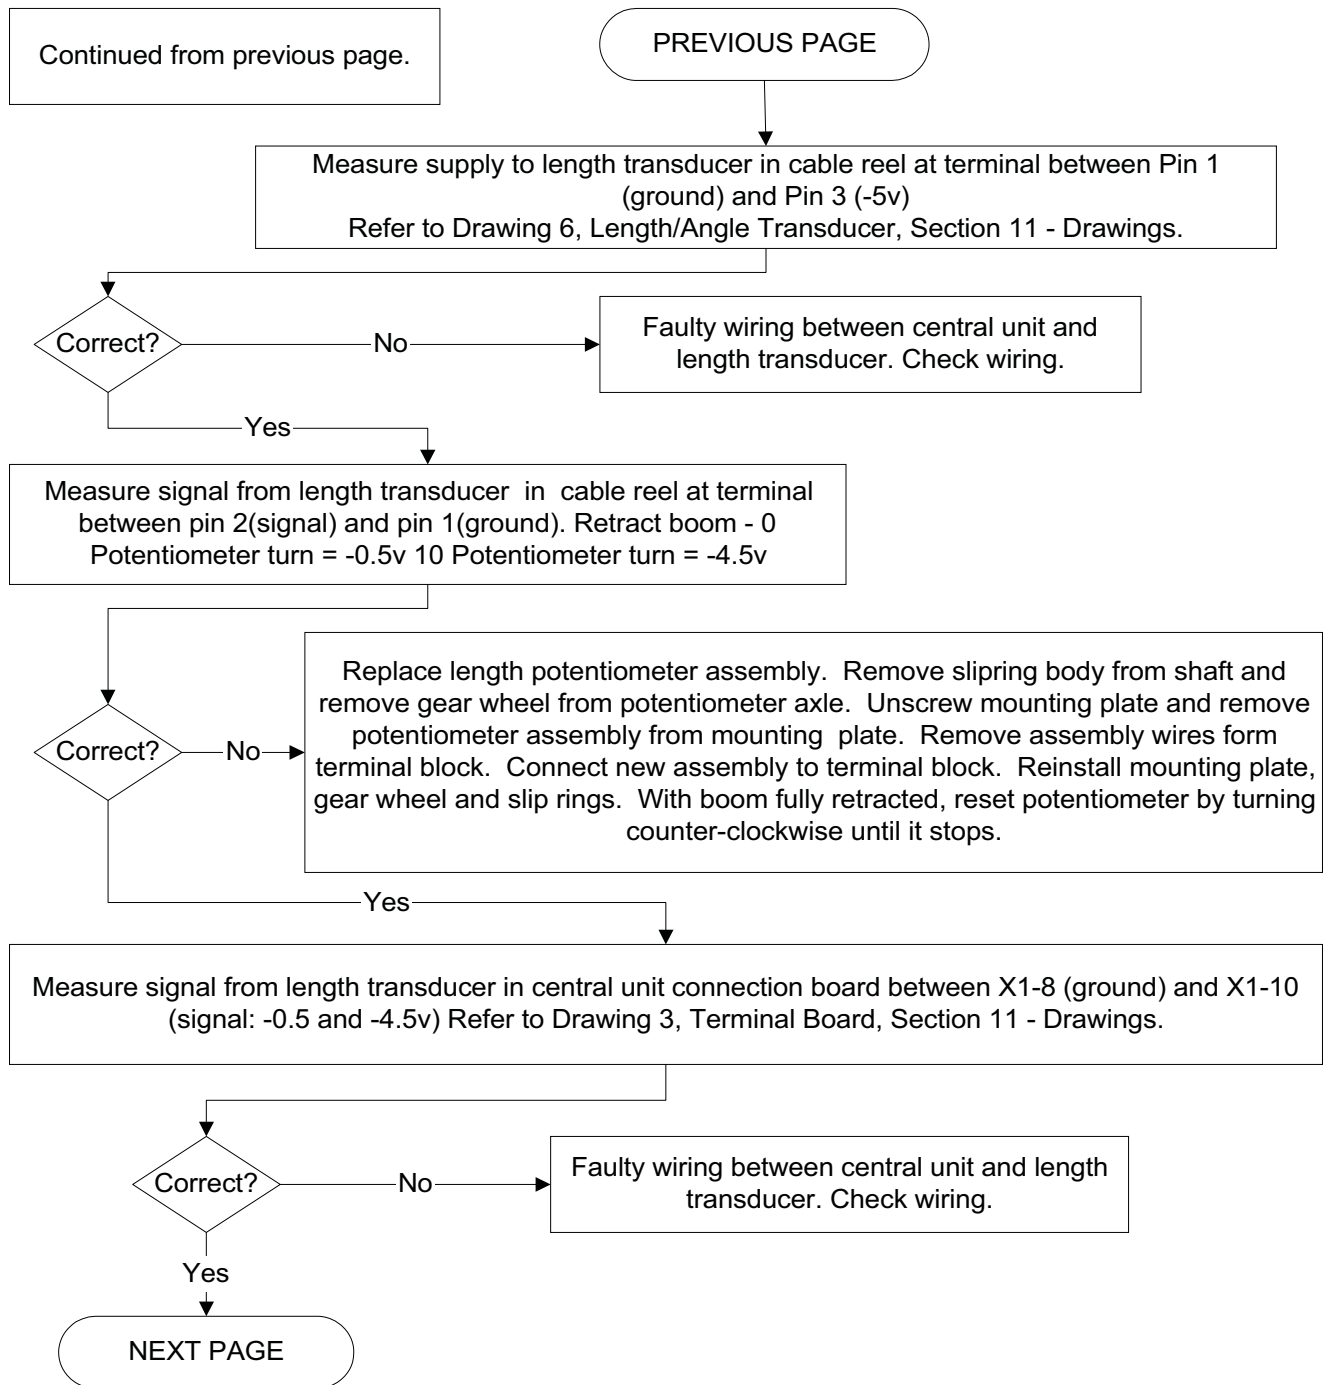 Continued from previous page.
PREVIOUS PAGE
Measure supply to length transducer in cable reel at terminal between Pin 1
(ground) and Pin 3 (-5v)
Refer to Drawing 6, Length/Angle Transducer, Section 11 - Drawings.
Correct?
No
Faulty wiring between central unit and
length transducer. Check wiring.
Yes
Measure signal from length transducer in cable reel at terminal
between pin 2(signal) and pin 1(ground). Retract boom - 0
Potentiometer turn = -0.5v 10 Potentiometer turn = -4.5v
Correct?
No
Replace length potentiometer assembly. Remove slipring body from shaft and
remove gear wheel from potentiometer axle. Unscrew mounting plate and remove
potentiometer assembly from mounting plate. Remove assembly wires form
terminal block. Connect new assembly to terminal block. Reinstall mounting plate,
gear wheel and slip rings. With boom fully retracted, reset potentiometer by turning
counter-clockwise until it stops.
Yes
Measure signal from length transducer in central unit connection board between X1-8 (ground) and X1-10
(signal: -0.5 and -4.5v) Refer to Drawing 3, Terminal Board, Section 11 - Drawings.
Correct?
No
Faulty wiring between central unit and length
transducer. Check wiring.
Yes
NEXT PAGE